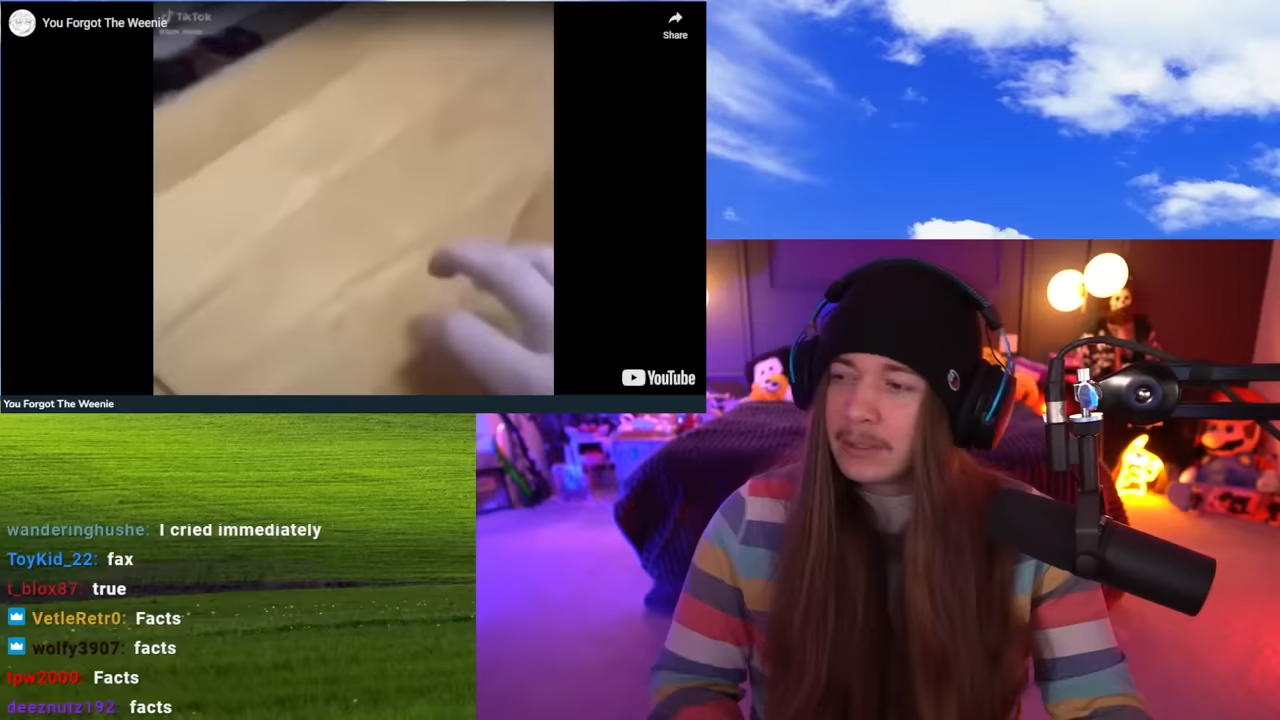 You Forgot The Weenie
TikTok
Share
YouTube
You Forgot The Weenie
wanderinghushe: I cried immediately
ToyKid_22: fax
t_blox87: true
VetleRetr0: Facts
wolfy3907: facts
lpw2000: Facts
deeznutz192: facts